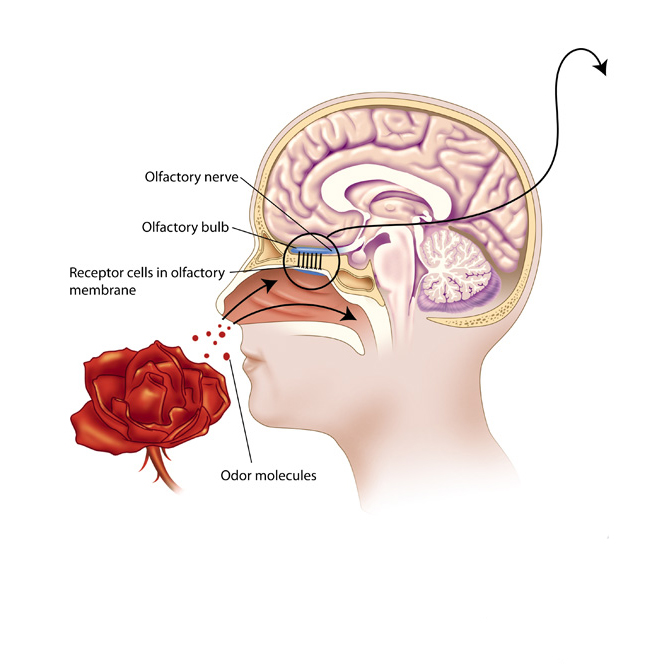 Olfactory nerve
Olfactory bulb
Receptor cells in olfactory
membrane
Odor molecules